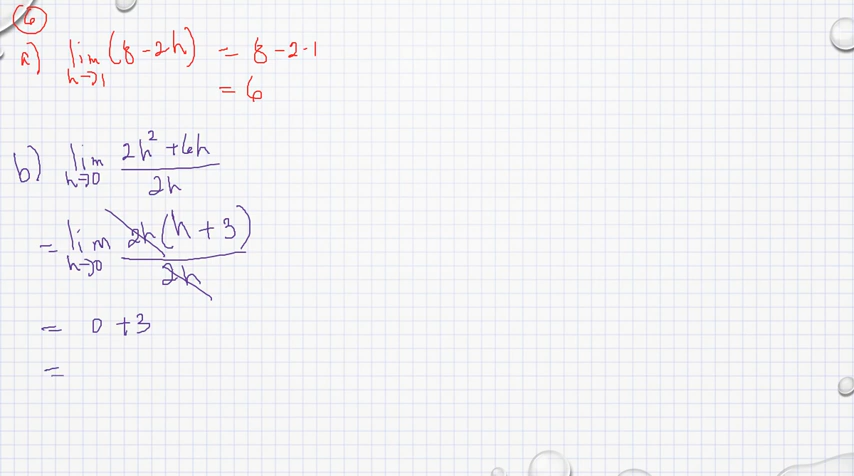 6
a) lim h→1 (8 - 2h) = 8 - 2·1
= 6
b) lim h→0 (2h² + 6h)/(2h)
= lim h→0 2h(h + 3)/(2h)
= 0 + 3
=